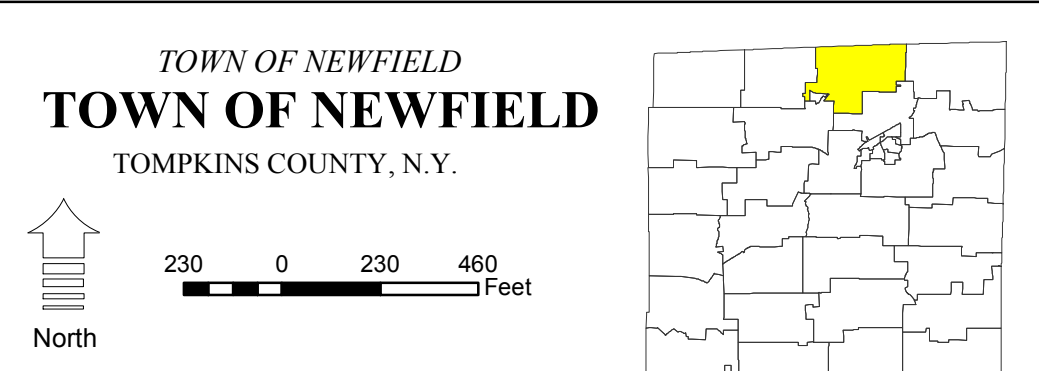 TOWN OF NEWFIELD
TOWN OF NEWFIELD
TOMPKINS COUNTY, N.Y.
230 0 230 460
Feet
North